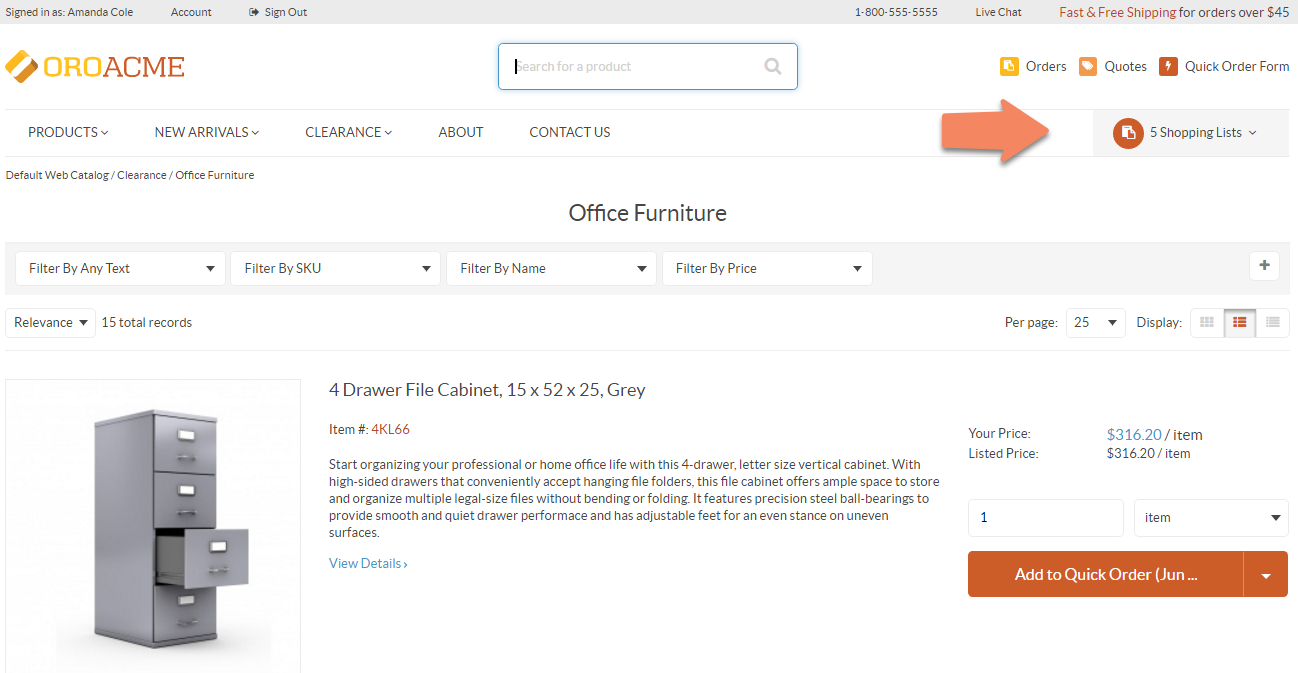 Signed in as: Amanda Cole Account Sign Out 1-800-555-5555 Live Chat Fast & Free Shipping for orders over $45
OROACME Search for a product Orders Quotes Quick Order Form
PRODUCTS NEW ARRIVALS CLEARANCE ABOUT CONTACT US 5 Shopping Lists
Default Web Catalog / Clearance / Office Furniture
Office Furniture
Filter By Any Text Filter By SKU Filter By Name Filter By Price +
Relevance 15 total records Per page: 25 Display:
4 Drawer File Cabinet, 15 x 52 x 25, Grey
Item #: 4KL66
Start organizing your professional or home office life with this 4-drawer, letter size vertical cabinet. With
high-sided drawers that conveniently accept hanging file folders, this file cabinet offers ample space to store
and organize multiple legal-size files without bending or folding. It features precision steel ball-bearings to
provide smooth and quiet drawer performace and has adjustable feet for an even stance on uneven
surfaces.
View Details ›
Your Price: $316.20 / item
Listed Price: $316.20 / item
1 item
Add to Quick Order (Jun ...